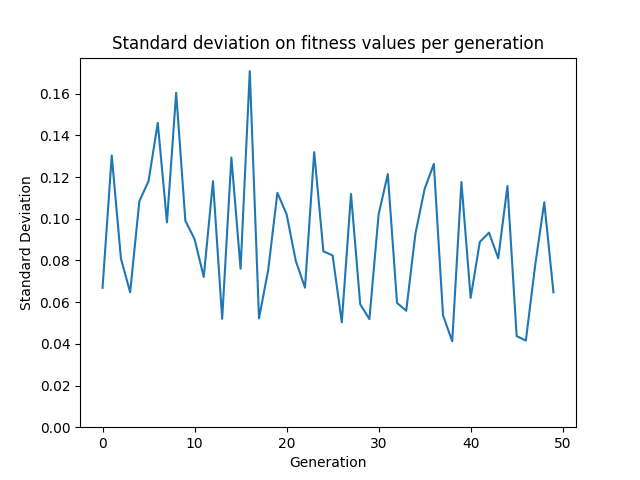 Standard deviation on fitness values per generation
Standard Deviation
0.16
0.14
0.12
0.10
0.08
0.06
0.04
0.02
0.00
0 10 20 30 40 50
Generation